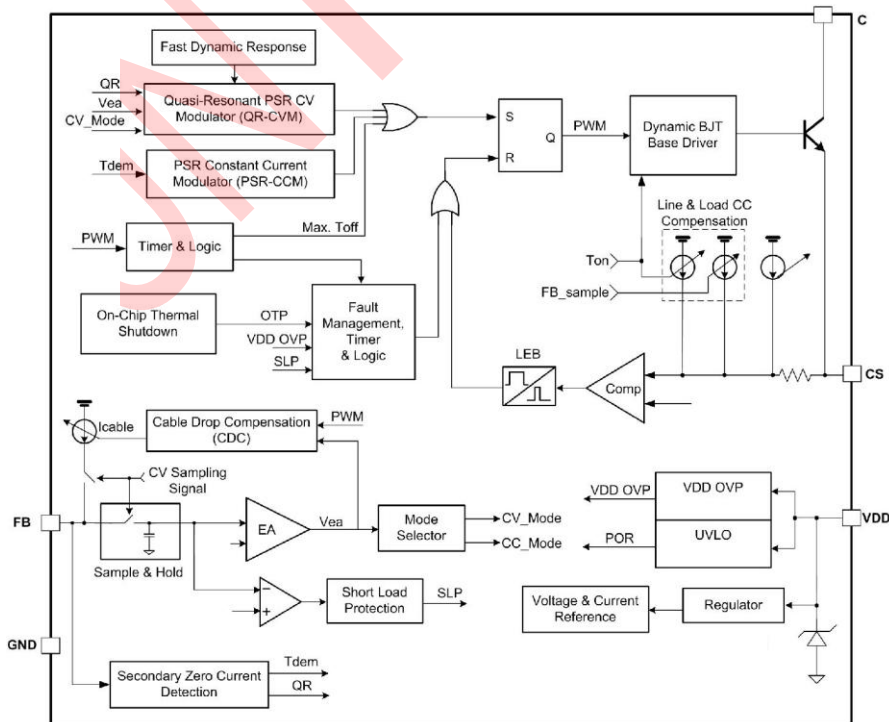 C
Fast Dynamic Response
QR
Vea
CV_Mode
Quasi-Resonant PSR CV
Modulator (QR-CVM)
Tdem
PSR Constant Current
Modulator (PSR-CCM)
S
R
Q
PWM
Dynamic BJT
Base Driver
Line & Load CC
Compensation
PWM
Timer & Logic
Max. Toff
Ton
FB_sample
On-Chip Thermal
Shutdown
OTP
VDD OVP
SLP
Fault
Management,
Timer
& Logic
LEB
Comp
CS
Icable
Cable Drop Compensation
(CDC)
PWM
CV Sampling
Signal
FB
Sample & Hold
EA
Vea
Mode
Selector
CV_Mode
CC_Mode
VDD OVP
POR
VDD OVP
UVLO
VDD
Short Load
Protection
SLP
Voltage & Current
Reference
Regulator
GND
Secondary Zero Current
Detection
Tdem
QR